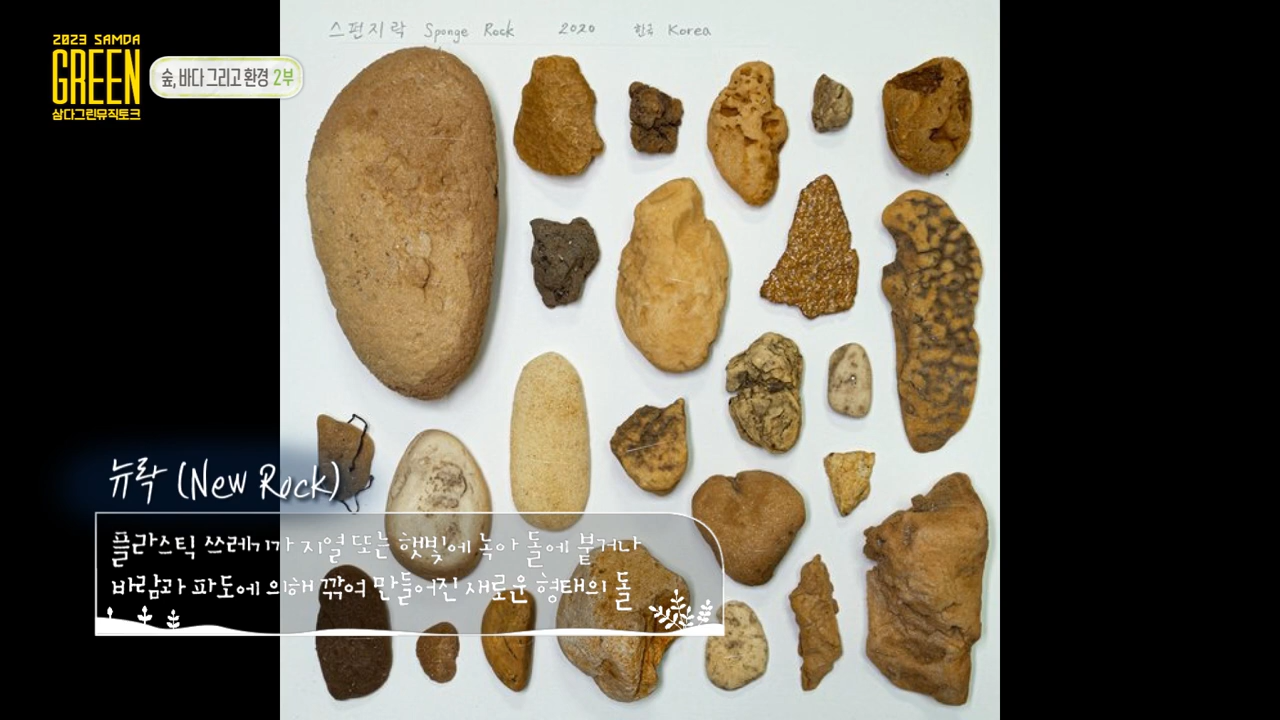 스펀지락 Sponge Rock 2020 한국 Korea
2023 SAMDA
GREEN
삼다그린뮤직토크
숲, 바다 그리고 환경 2부
뉴락 (New Rock)
플라스틱 쓰레기가 지열 또는 햇빛에 녹아 돌에 붙거나
바람과 파도에 의해 깎여 만들어진 새로운 형태의 돌